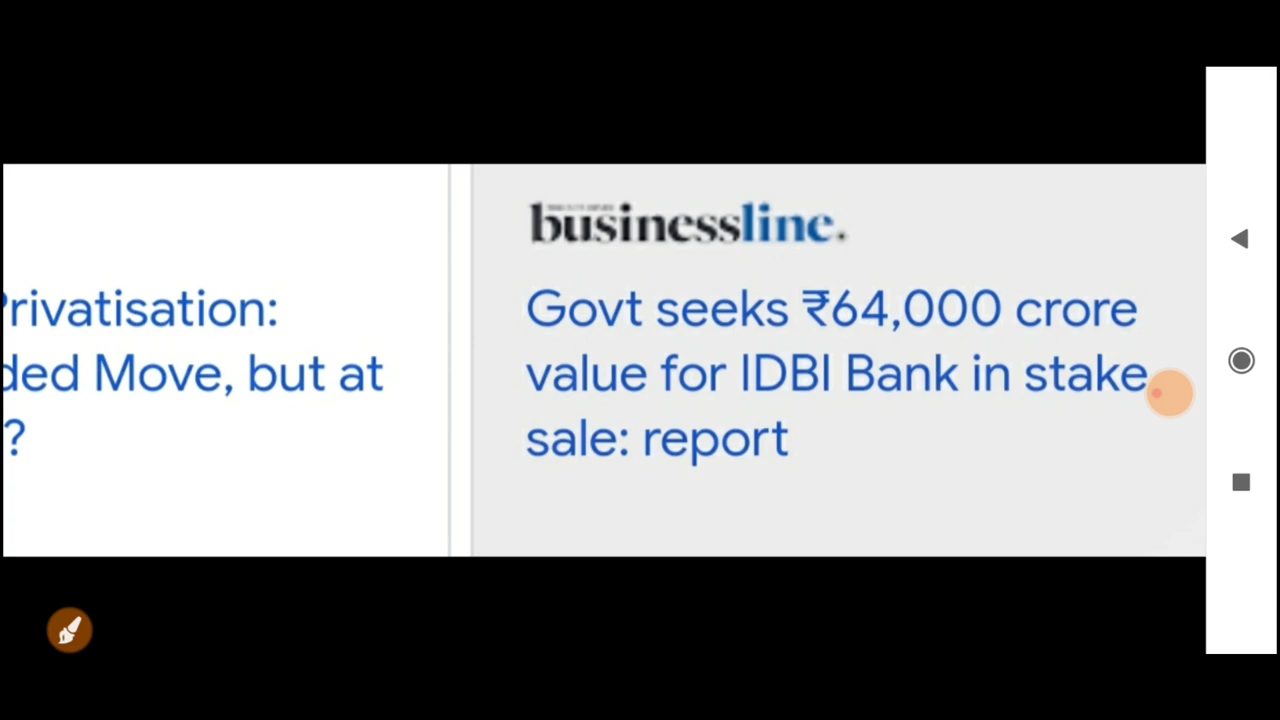 rivatisation:
ded Move, but at
?
businessline.
Govt seeks ₹64,000 crore
value for IDBI Bank in stake
sale: report